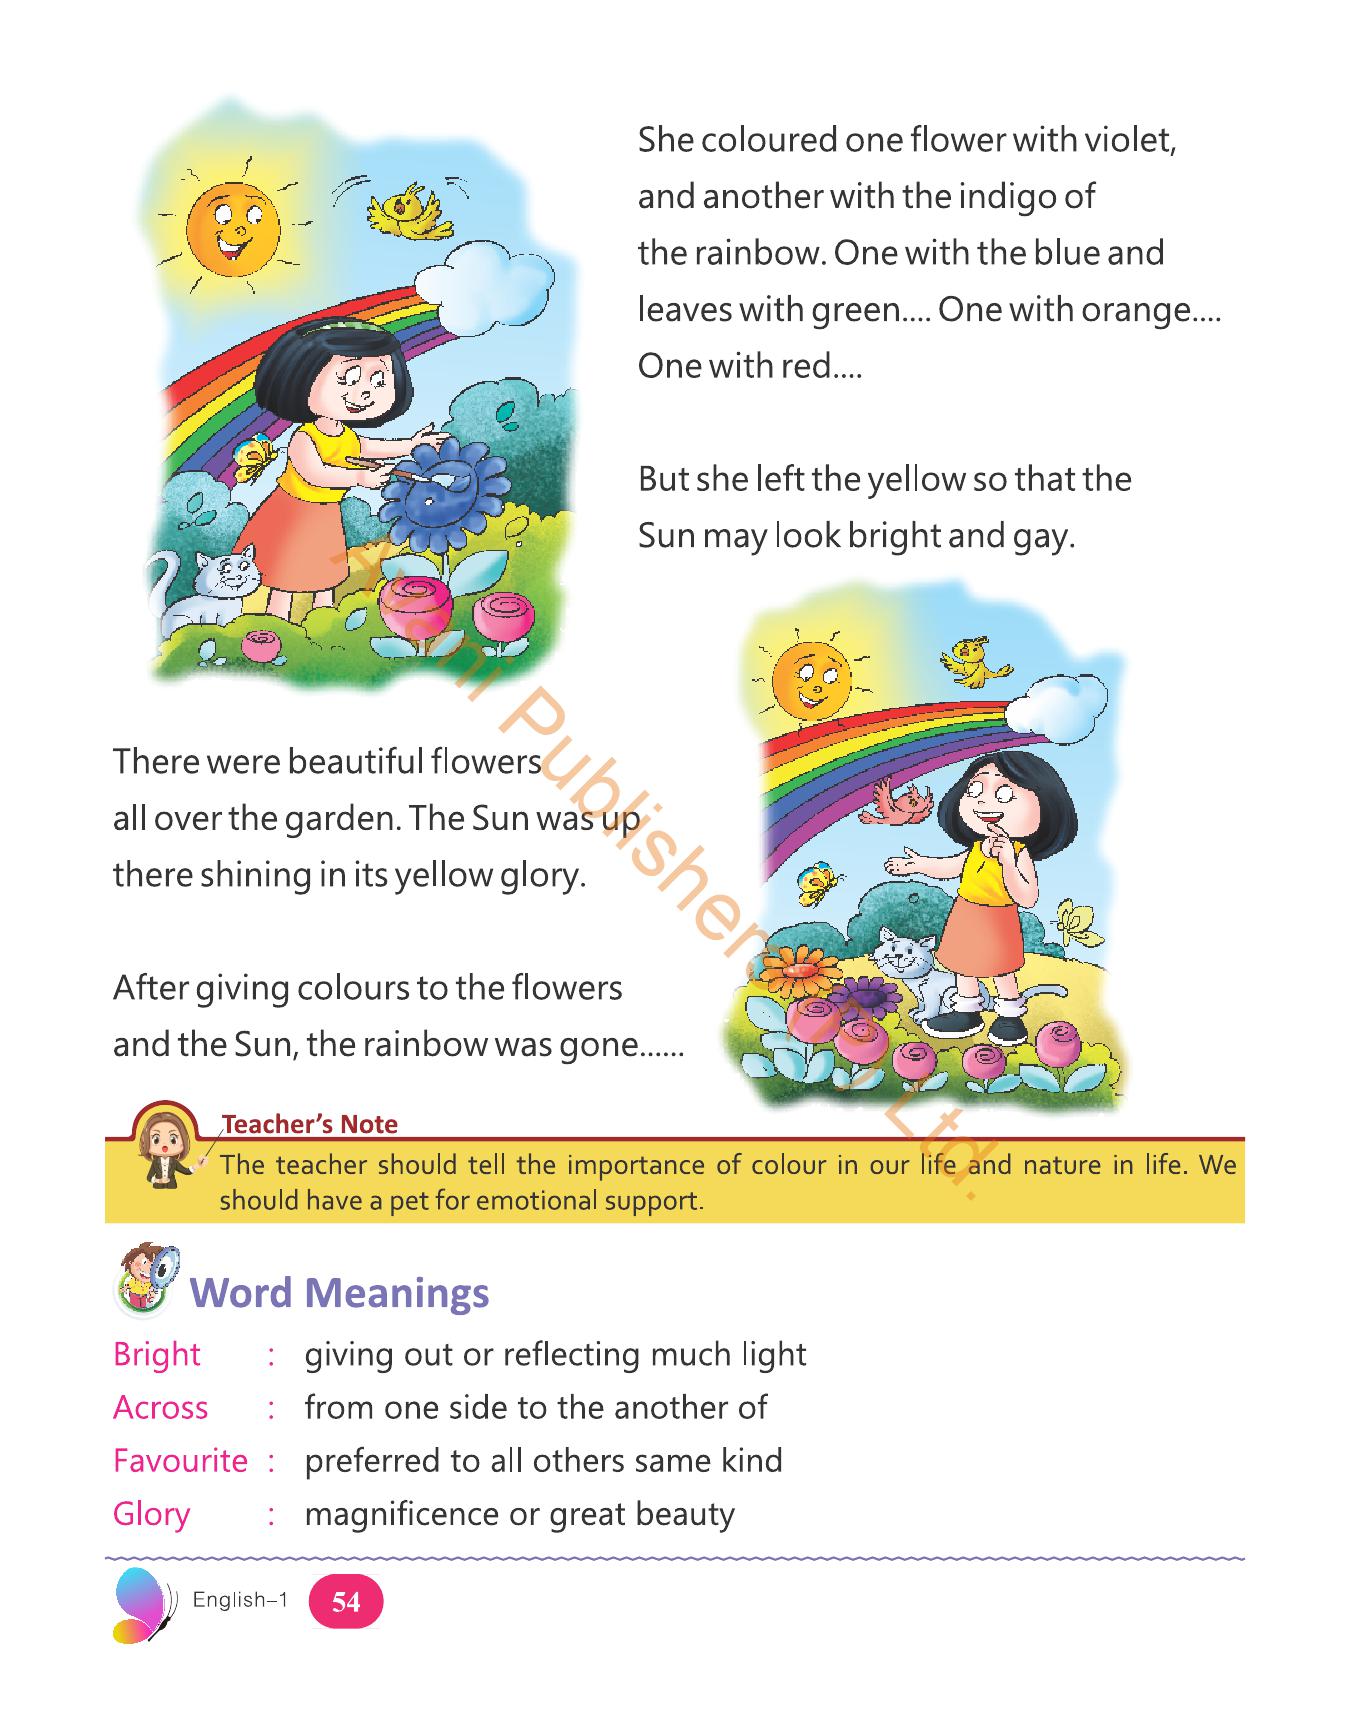 She coloured one flower with violet,
and another with the indigo of
the rainbow. One with the blue and
leaves with green.... One with orange....
One with red....
But she left the yellow so that the
Sun may look bright and gay.
There were beautiful flowers
all over the garden. The Sun was up
there shining in its yellow glory.
After giving colours to the flowers
and the Sun, the rainbow was gone......
Teacher's Note
The teacher should tell the importance of colour in our life and nature in life. We
should have a pet for emotional support.
Word Meanings
Bright : giving out or reflecting much light
Across : from one side to the another of
Favourite : preferred to all others same kind
Glory : magnificence or great beauty
English–1 54
Publishers Ltd.